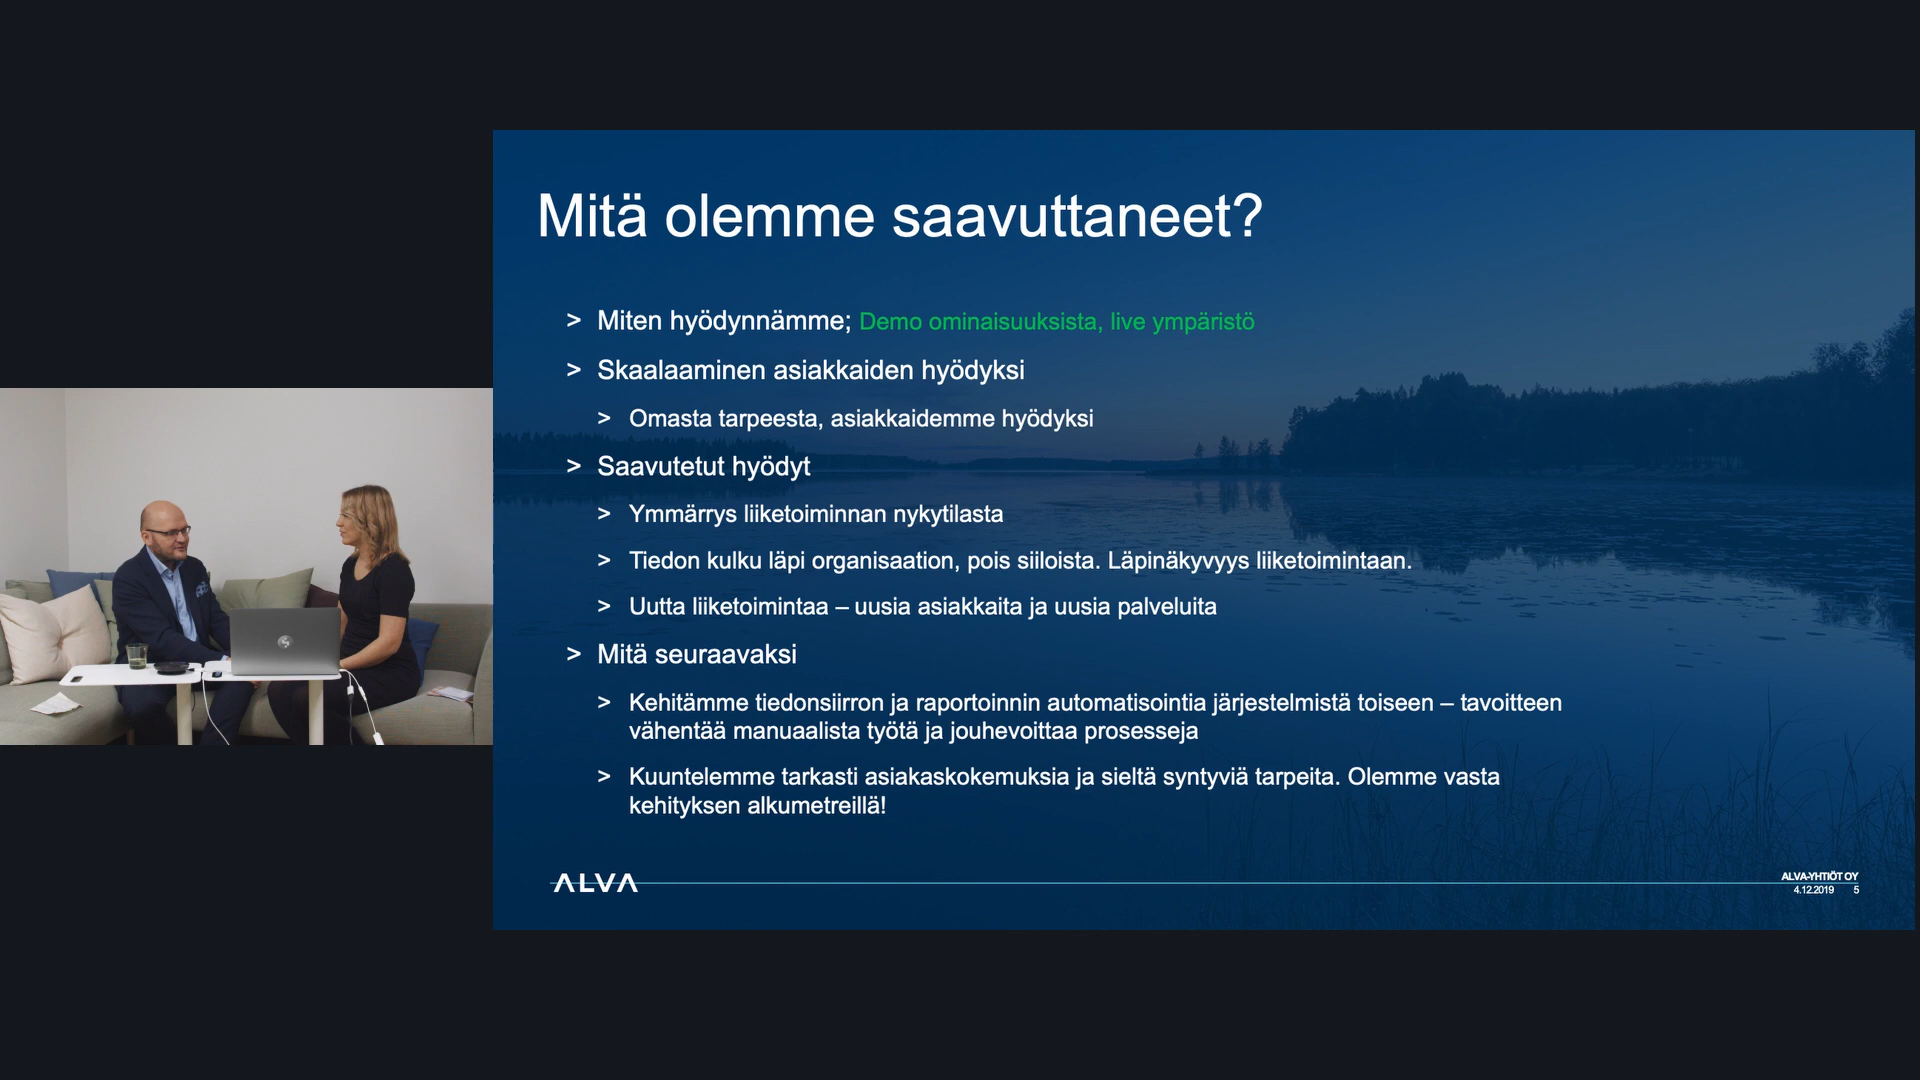 Mitä olemme saavuttaneet?
> Miten hyödynnämme; Demo ominaisuuksista, live ympäristö
> Skaalaaminen asiakkaiden hyödyksi
> Omasta tarpeesta, asiakkaidemme hyödyksi
> Saavutetut hyödyt
> Ymmärrys liiketoiminnan nykytilasta
> Tiedon kulku läpi organisaation, pois siiloista. Läpinäkyvyys liiketoimintaan.
> Uutta liiketoimintaa – uusia asiakkaita ja uusia palveluita
> Mitä seuraavaksi
> Kehitämme tiedonsiirron ja raportoinnin automatisointia järjestelmistä toiseen – tavoitteen
vähentää manuaalista työtä ja jouhevoittaa prosesseja
> Kuuntelemme tarkasti asiakaskokemuksia ja sieltä syntyviä tarpeita. Olemme vasta
kehityksen alkumetreillä!
ALVA
ALVA-YHTIÖT OY
4.12.2019 5